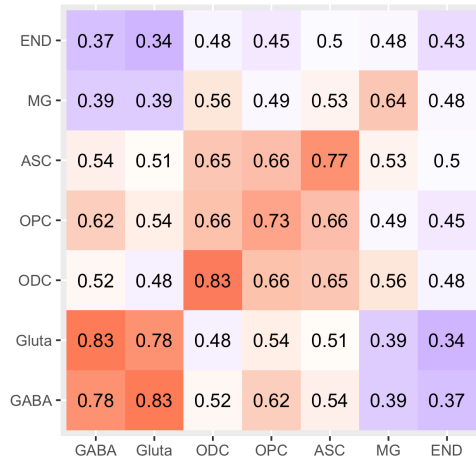 END 0.37 0.34 0.48 0.45 0.5 0.48 0.43
MG 0.39 0.39 0.56 0.49 0.53 0.64 0.48
ASC 0.54 0.51 0.65 0.66 0.77 0.53 0.5
OPC 0.62 0.54 0.66 0.73 0.66 0.49 0.45
ODC 0.52 0.48 0.83 0.66 0.65 0.56 0.48
Gluta 0.83 0.78 0.48 0.54 0.51 0.39 0.34
GABA 0.78 0.83 0.52 0.62 0.54 0.39 0.37
GABA Gluta ODC OPC ASC MG END